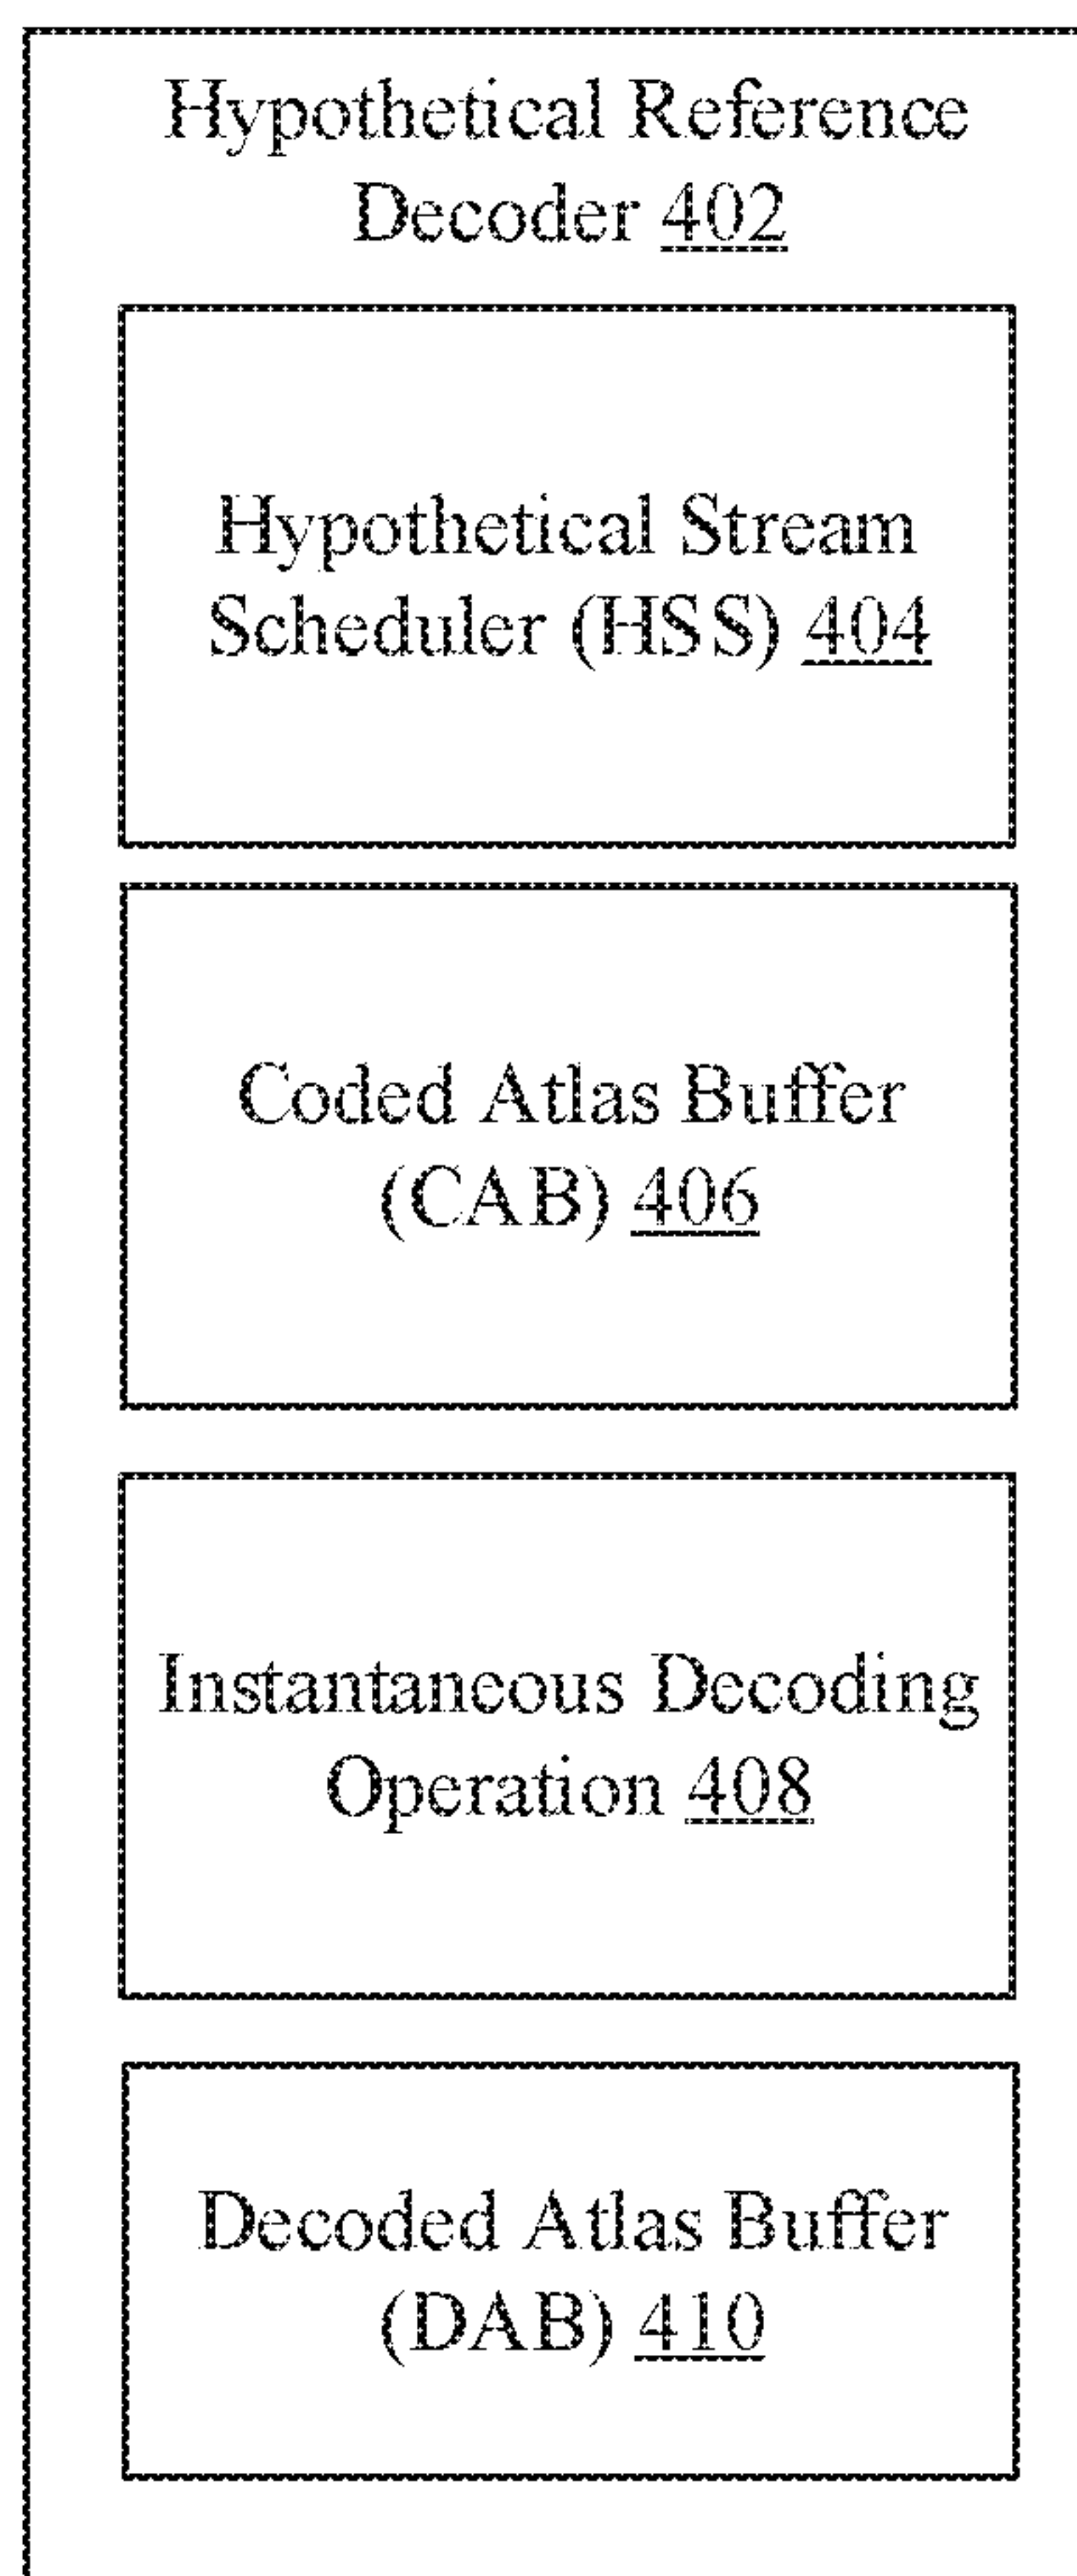 Hypothetical Reference
Decoder 402
Hypothetical Stream
Scheduler (HSS) 404
Coded Atlas Buffer
(CAB) 406
Instantaneous Decoding
Operation 408
Decoded Atlas Buffer
(DAB) 410